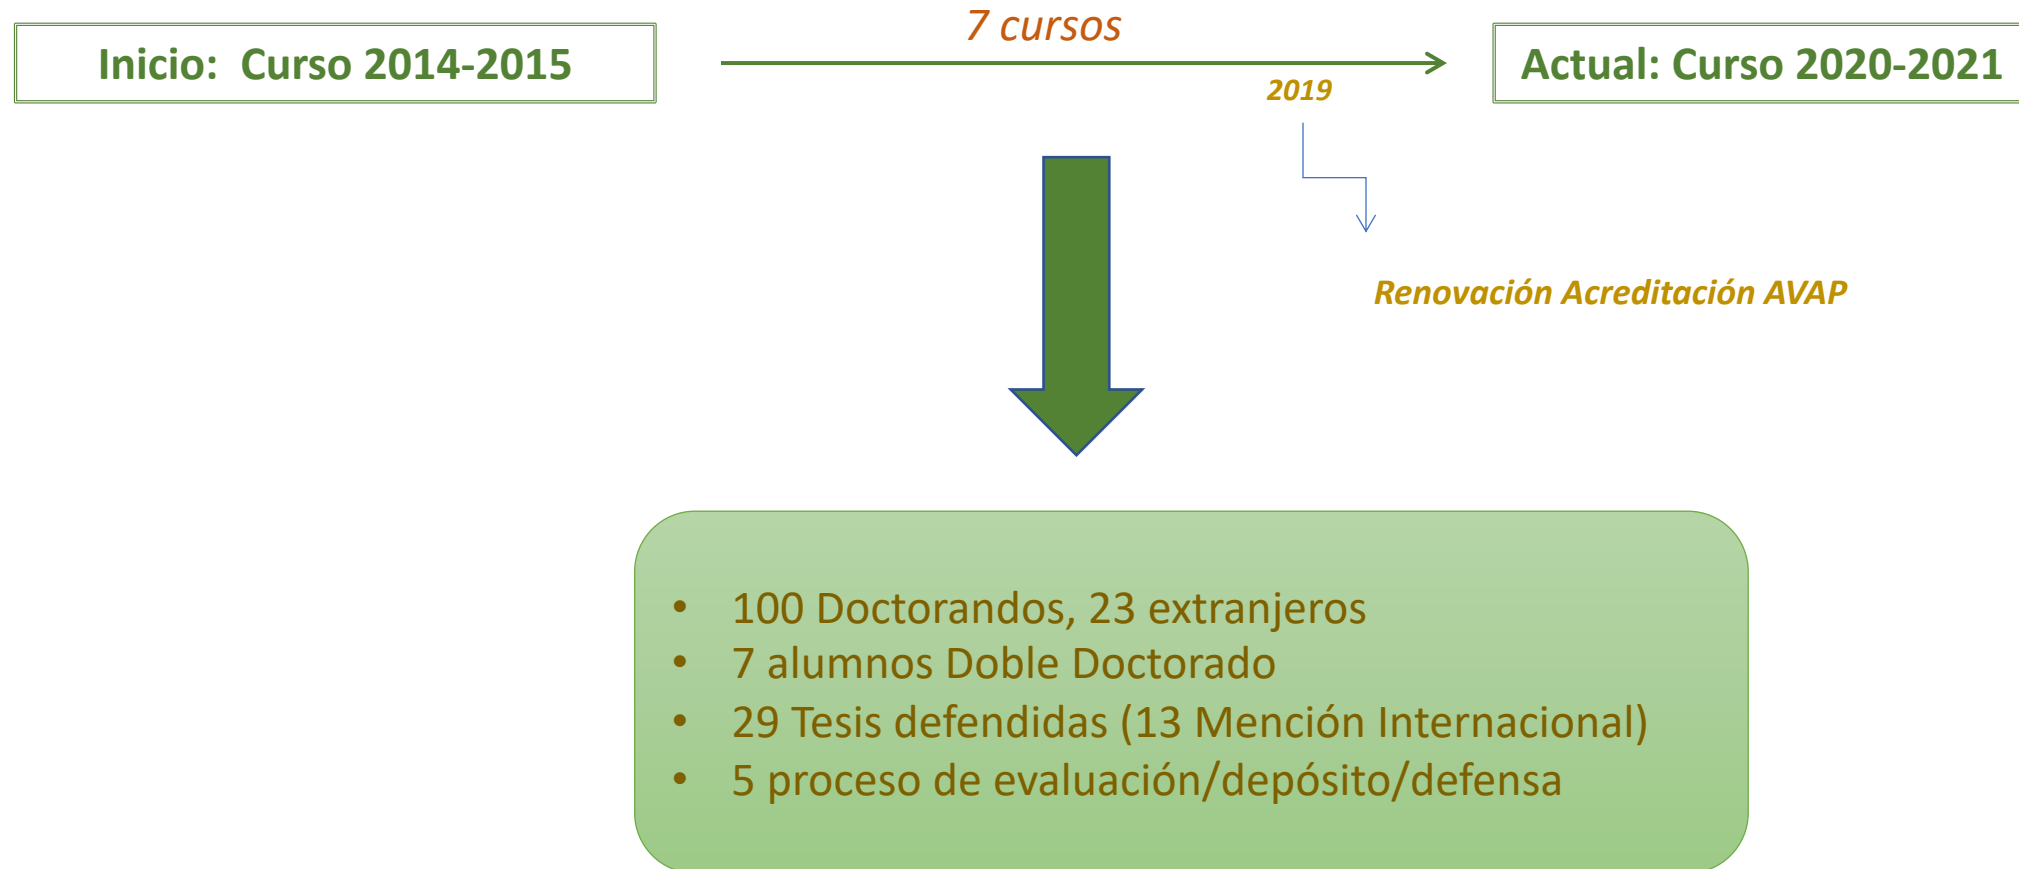 7 cursos
Inicio: Curso 2014-2015
Actual: Curso 2020-2021
2019
Renovación Acreditación AVAP
• 100 Doctorandos, 23 extranjeros
• 7 alumnos Doble Doctorado
• 29 Tesis defendidas (13 Mención Internacional)
• 5 proceso de evaluación/depósito/defensa